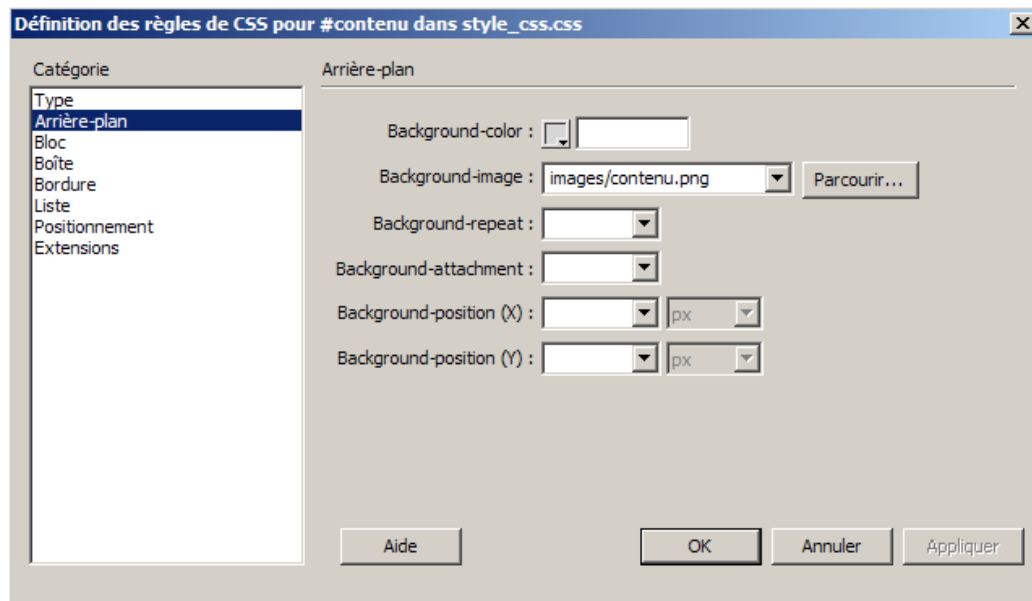 Définition des règles de CSS pour #contenu dans style_css.css
Catégorie
Type
Arrière-plan
Bloc
Boîte
Bordure
Liste
Positionnement
Extensions
Arrière-plan
Background-color :
Background-image : images/contenu.png Parcourir...
Background-repeat :
Background-attachment :
Background-position (X) : px
Background-position (Y) : px
Aide OK Annuler Appliquer